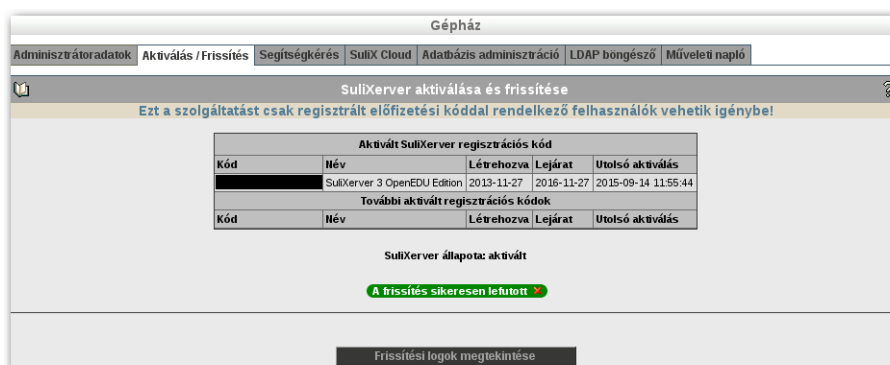 Gépház
Adminisztrátoradatok Aktiválás / Frissítés Segítségkérés SuliX Cloud Adatbázis adminisztráció LDAP böngésző Műveleti napló
SuliXerver aktiválása és frissítése
Ezt a szolgáltatást csak regisztrált előfizetési kóddal rendelkező felhasználók vehetik igénybe!
Aktivált SuliXerver regisztrációs kód
Kód Név Létrehozva Lejárat Utolsó aktiválás
SuliXerver 3 OpenEDU Edition 2013-11-27 2016-11-27 2015-09-14 11:55:44
További aktivált regisztrációs kódok
Kód Név Létrehozva Lejárat Utolsó aktiválás
SuliXerver állapota: aktivált
A frissítés sikeresen lefutott
Frissítési logok megtekintése